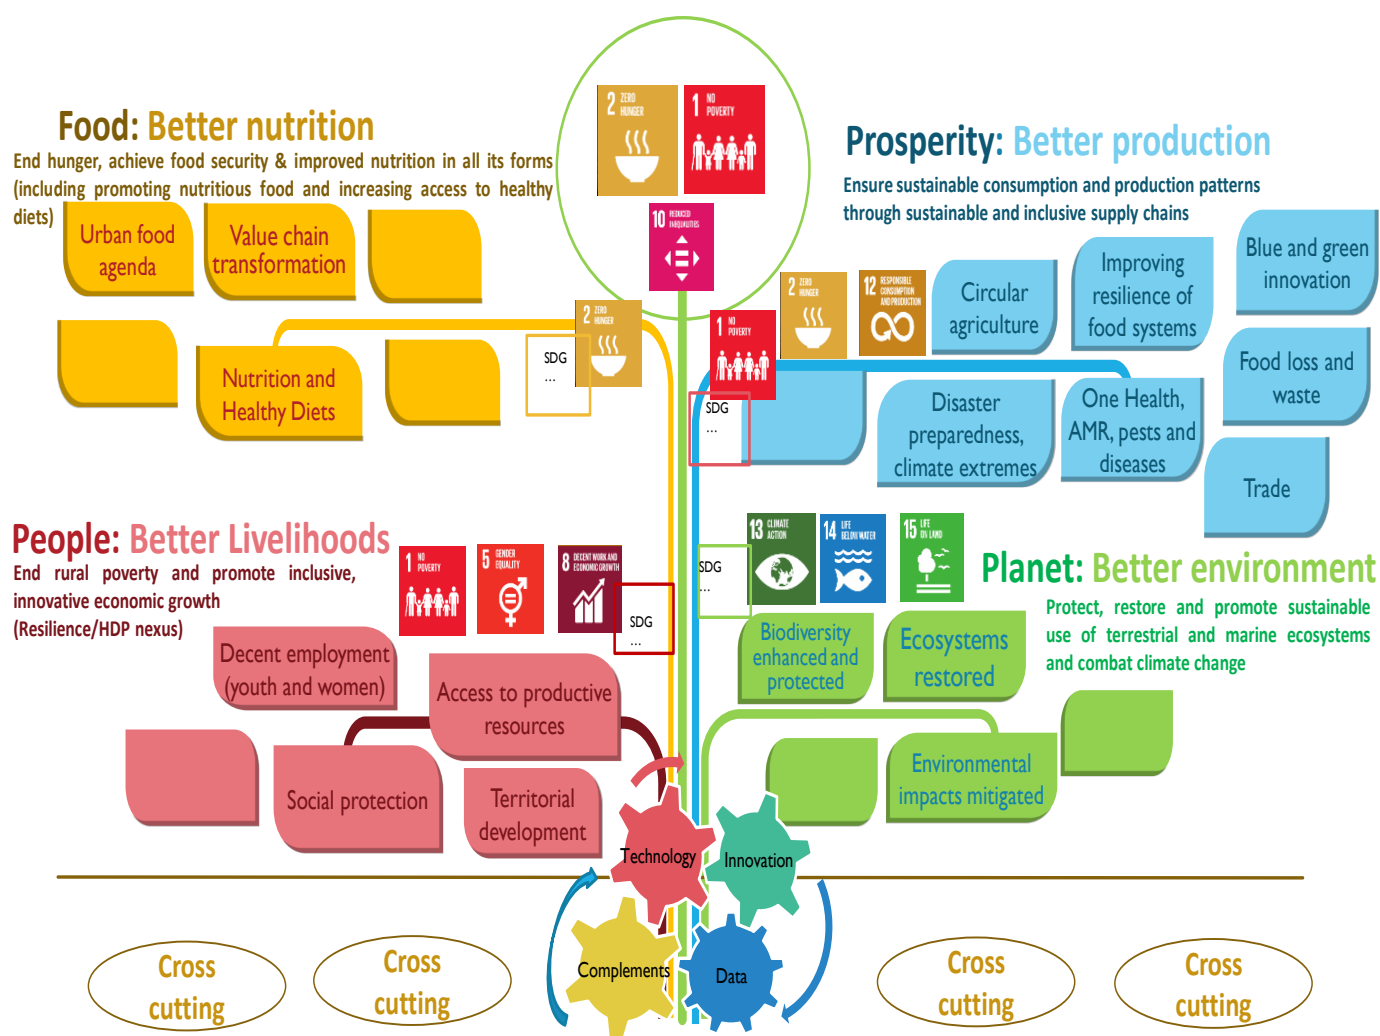 Food: Better nutrition
End hunger, achieve food security & improved nutrition in all its forms
(including promoting nutritious food and increasing access to healthy
diets)
Urban food
agenda
Value chain
transformation
Nutrition and
Healthy Diets
2 ZERO
HUNGER
SDG
...
2 ZERO
HUNGER
1 NO
POVERTY
10 REDUCED
INEQUALITIES
Prosperity: Better production
Ensure sustainable consumption and production patterns
through sustainable and inclusive supply chains
2 ZERO
HUNGER
12 RESPONSIBLE
CONSUMPTION
AND PRODUCTION
1 NO
POVERTY
SDG
...
Circular
agriculture
Improving
resilience of
food systems
Blue and green
innovation
Disaster
preparedness,
climate extremes
One Health,
AMR, pests and
diseases
Food loss and
waste
Trade
People: Better Livelihoods
End rural poverty and promote inclusive,
innovative economic growth
(Resilience/HDP nexus)
1 NO
POVERTY
5 GENDER
EQUALITY
8 DECENT WORK AND
ECONOMIC GROWTH
SDG
...
Decent employment
(youth and women)
Access to productive
resources
Social protection
Territorial
development
13 CLIMATE
ACTION
14 LIFE
BELOW WATER
15 LIFE
ON LAND
SDG
...
Planet: Better environment
Protect, restore and promote sustainable
use of terrestrial and marine ecosystems
and combat climate change
Biodiversity
enhanced and
protected
Ecosystems
restored
Environmental
impacts mitigated
Technology
Innovation
Complements
Data
Cross
cutting
Cross
cutting
Cross
cutting
Cross
cutting